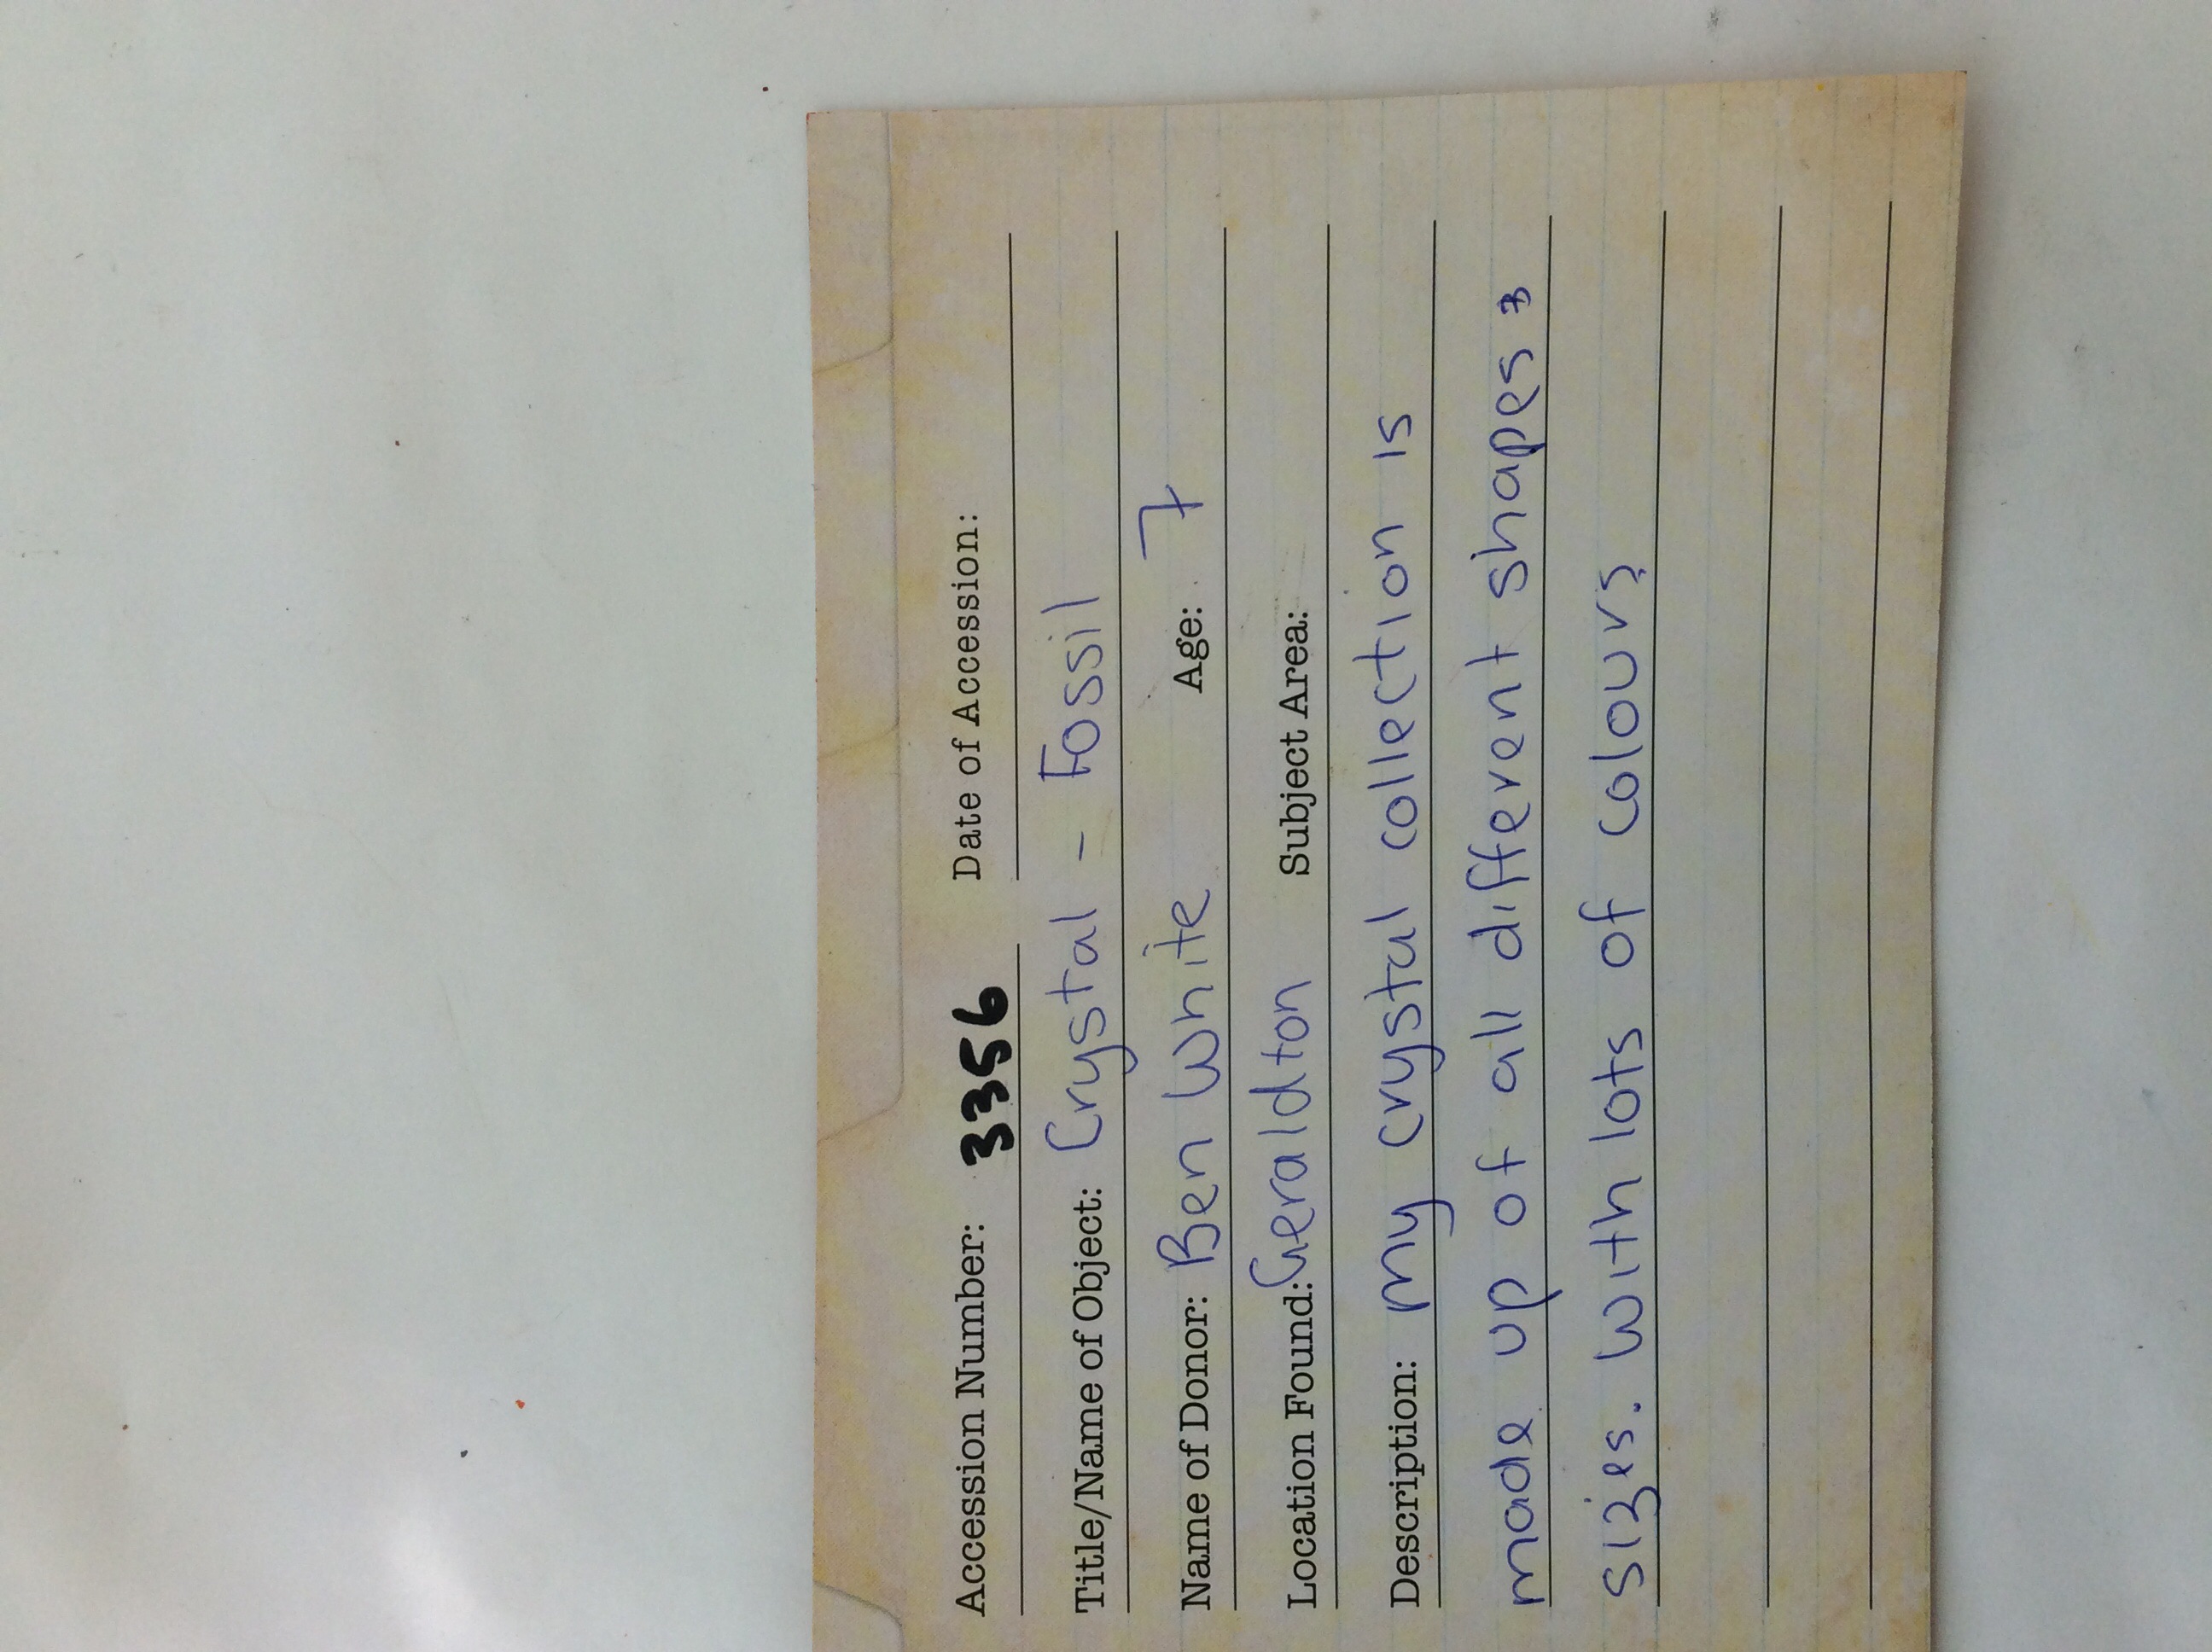 Accession Number: 3356 Date of Accession:
Title/Name of Object: Crystal - Fossil
Name of Donor: Ben White Age: 7
Location Found: Geraldton Subject Area:
Description: my crystal collection is
made up of all different shapes &
sizes. with lots of colours